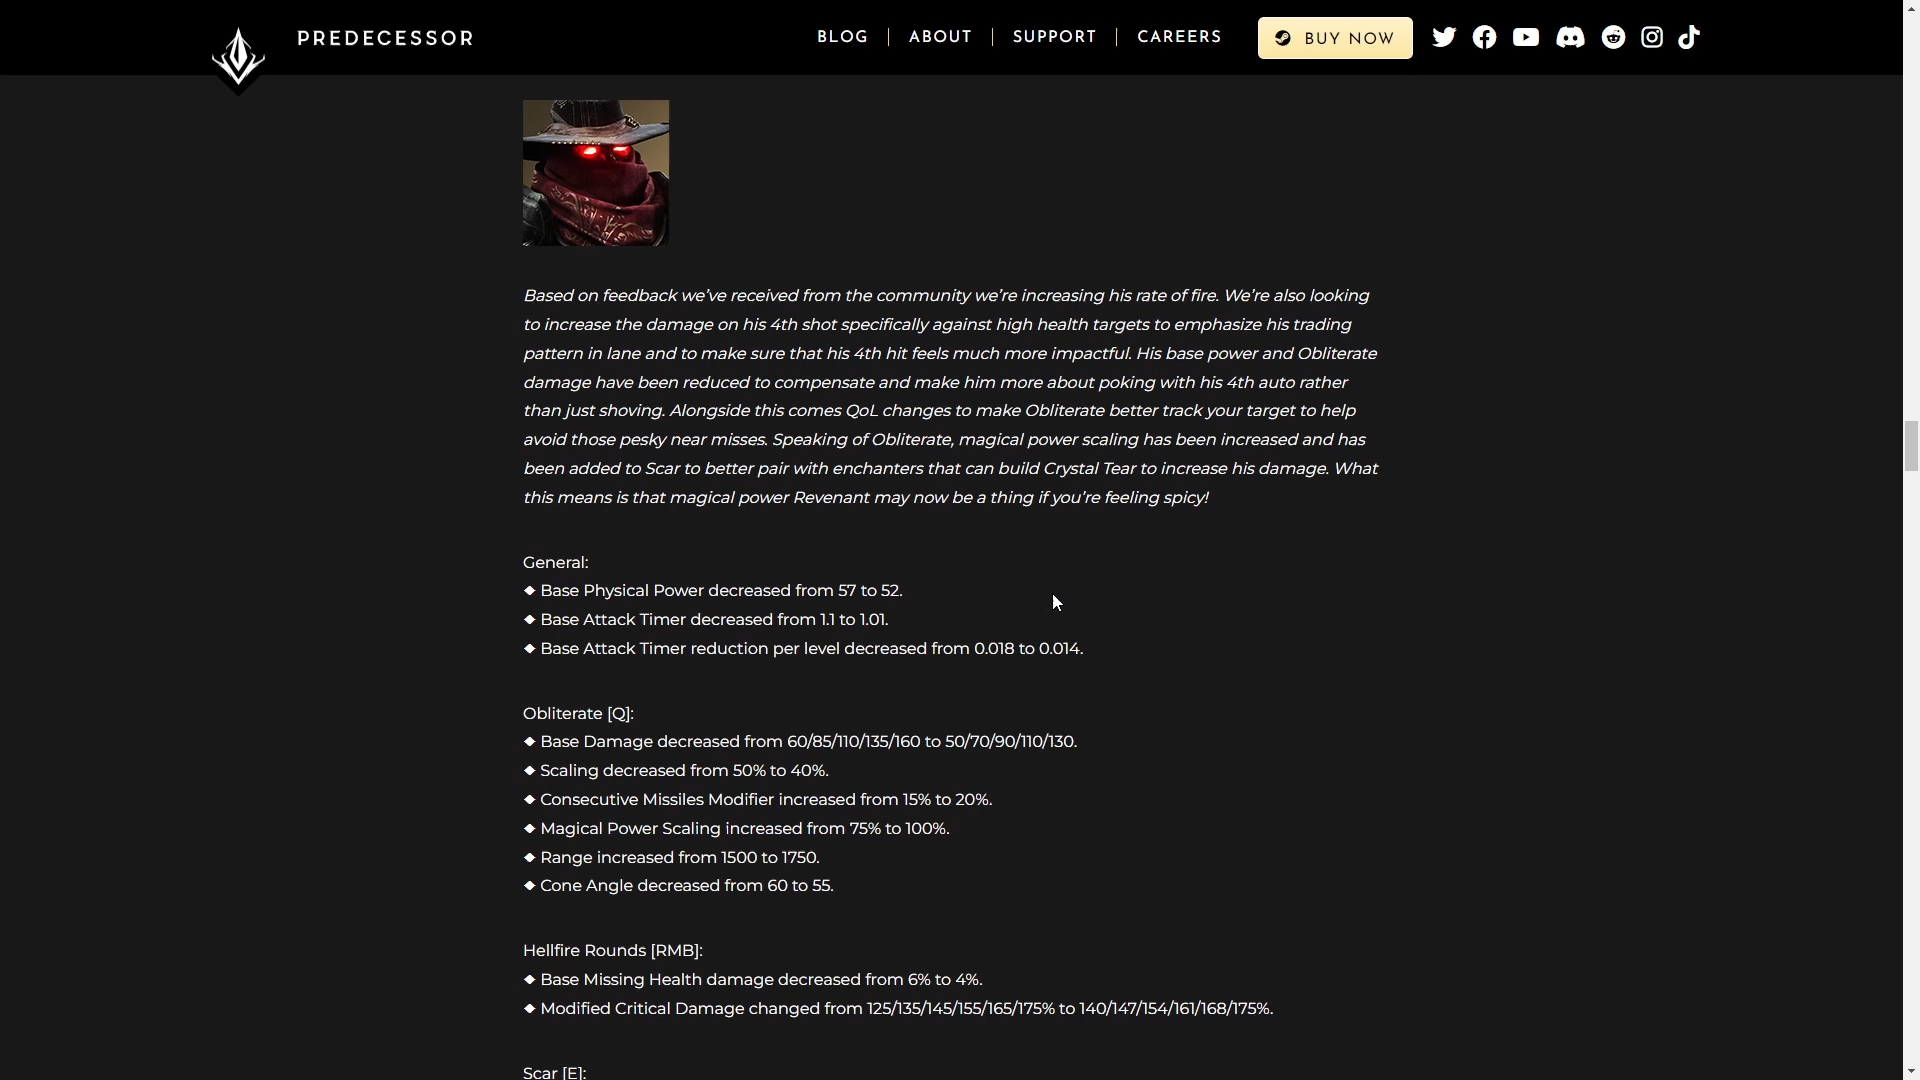 PREDECESSOR
BLOG | ABOUT | SUPPORT | CAREERS
BUY NOW
Based on feedback we’ve received from the community we’re increasing his rate of fire. We’re also looking
to increase the damage on his 4th shot specifically against high health targets to emphasize his trading
pattern in lane and to make sure that his 4th hit feels much more impactful. His base power and Obliterate
damage have been reduced to compensate and make him more about poking with his 4th auto rather
than just shoving. Alongside this comes QoL changes to make Obliterate better track your target to help
avoid those pesky near misses. Speaking of Obliterate, magical power scaling has been increased and has
been added to Scar to better pair with enchanters that can build Crystal Tear to increase his damage. What
this means is that magical power Revenant may now be a thing if you’re feeling spicy!
General:
◆ Base Physical Power decreased from 57 to 52.
◆ Base Attack Timer decreased from 1.1 to 1.01.
◆ Base Attack Timer reduction per level decreased from 0.018 to 0.014.
Obliterate [Q]:
◆ Base Damage decreased from 60/85/110/135/160 to 50/70/90/110/130.
◆ Scaling decreased from 50% to 40%.
◆ Consecutive Missiles Modifier increased from 15% to 20%.
◆ Magical Power Scaling increased from 75% to 100%.
◆ Range increased from 1500 to 1750.
◆ Cone Angle decreased from 60 to 55.
Hellfire Rounds [RMB]:
◆ Base Missing Health damage decreased from 6% to 4%.
◆ Modified Critical Damage changed from 125/135/145/155/165/175% to 140/147/154/161/168/175%.
Scar [E]: